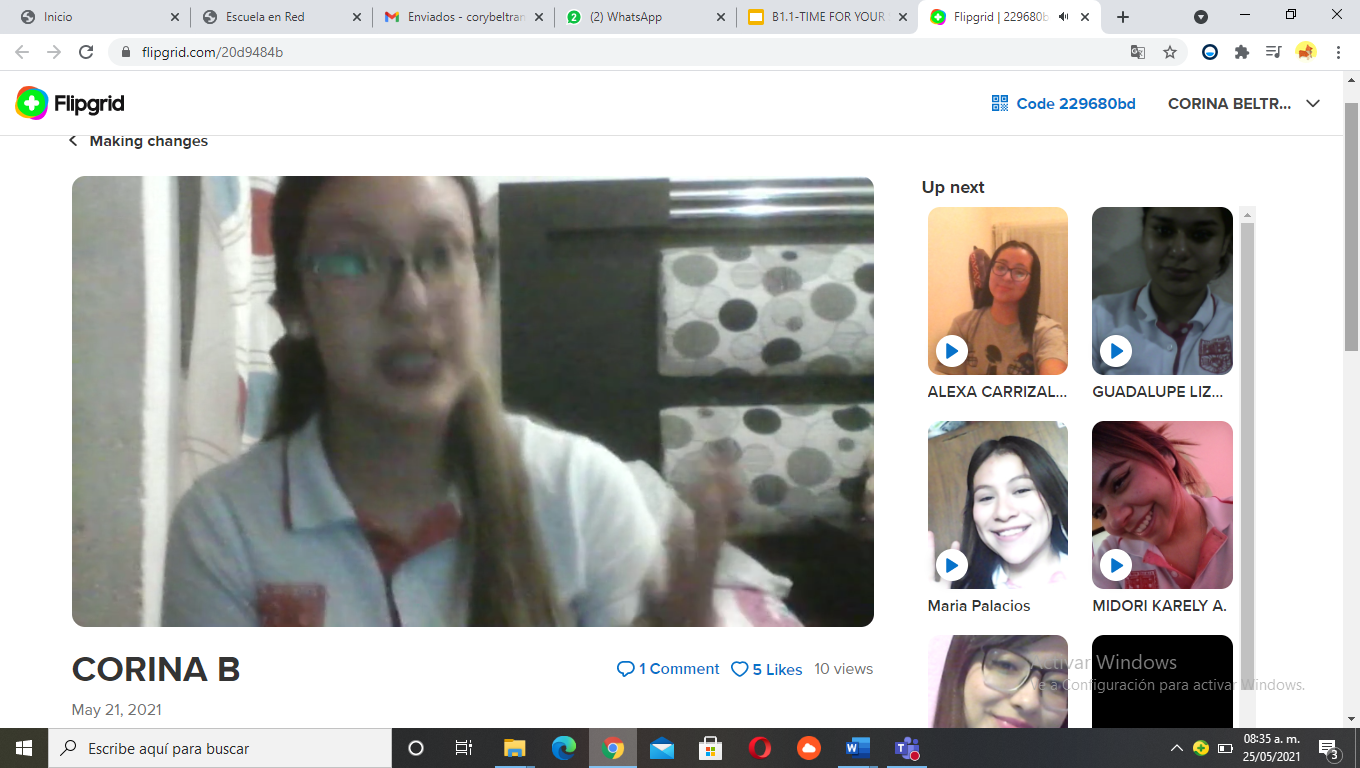 Inicio
Escuela en Red
Enviados - corybeltran
(2) WhatsApp
B1.1-TIME FOR YOUR
Flipgrid | 229680b
flipgrid.com/20d9484b
Flipgrid
Code 229680bd
CORINA BELTR...
Making changes
Up next
ALEXA CARRIZAL...
GUADALUPE LIZ...
Maria Palacios
MIDORI KARELY A.
CORINA B
1 Comment
5 Likes
10 views
May 21, 2021
Activar Windows
Ve a Configuración para activar Windows.
Escribe aquí para buscar
08:35 a. m.
25/05/2021
3